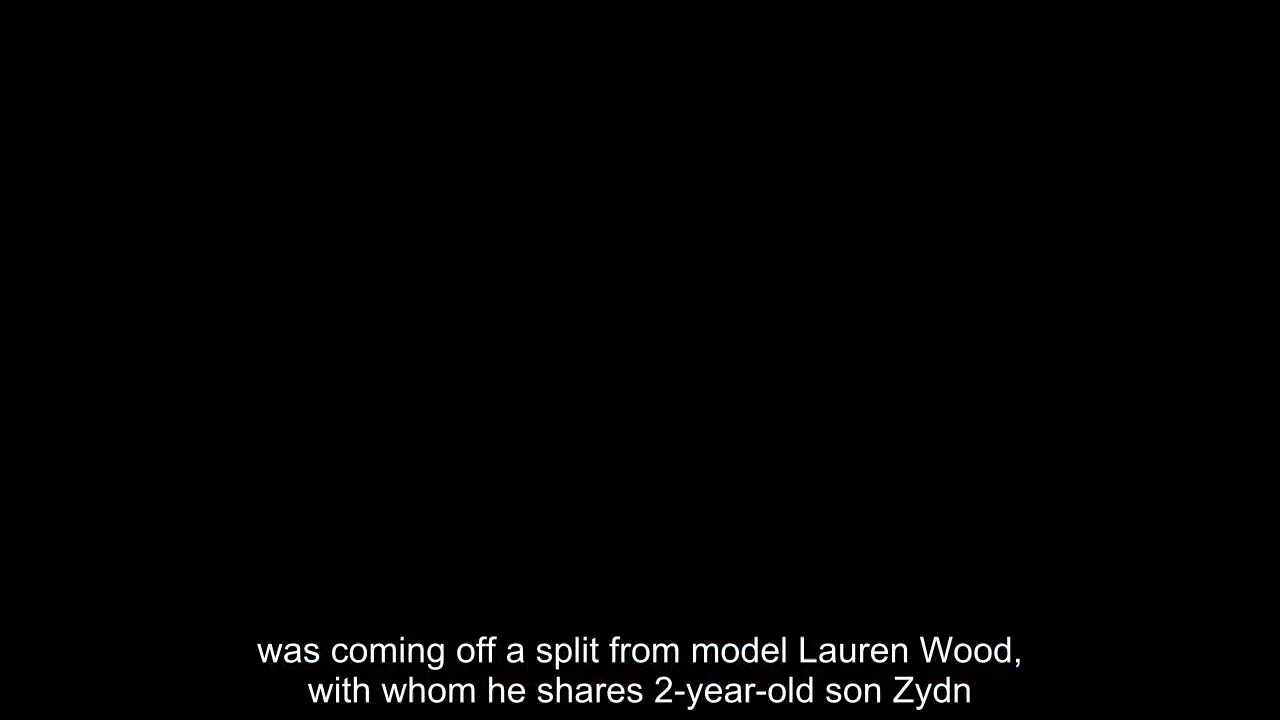 was coming off a split from model Lauren Wood,
with whom he shares 2-year-old son Zydn